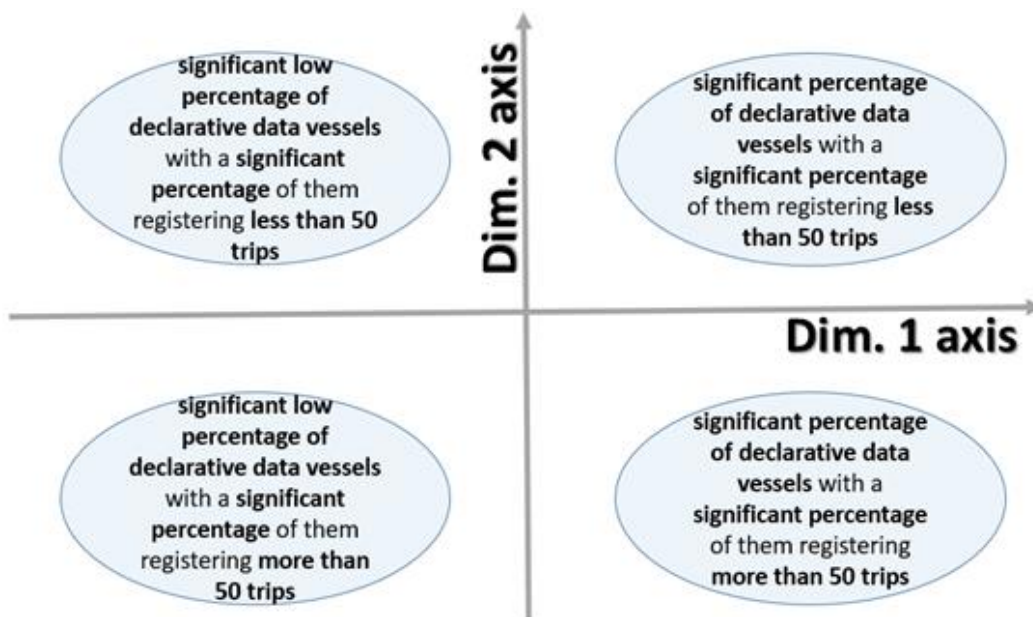 significant low
percentage of
declarative data vessels
with a significant
percentage of them
registering less than 50
trips
Dim. 2 axis
significant percentage
of declarative data
vessels with a
significant percentage
of them registering less
than 50 trips
Dim. 1 axis
significant low
percentage of
declarative data vessels
with a significant
percentage of them
registering more than
50 trips
significant percentage
of declarative data
vessels with a
significant percentage
of them registering
more than 50 trips